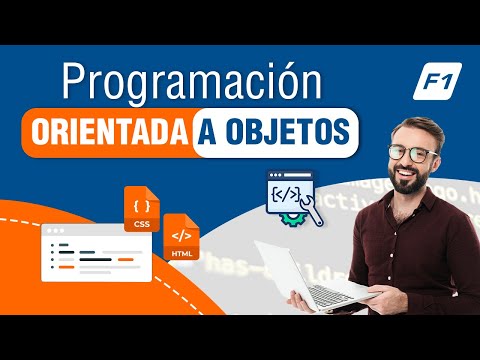 Programación
F1
ORIENTADA A OBJETOS
{ }
CSS
</>
HTML
{</>}